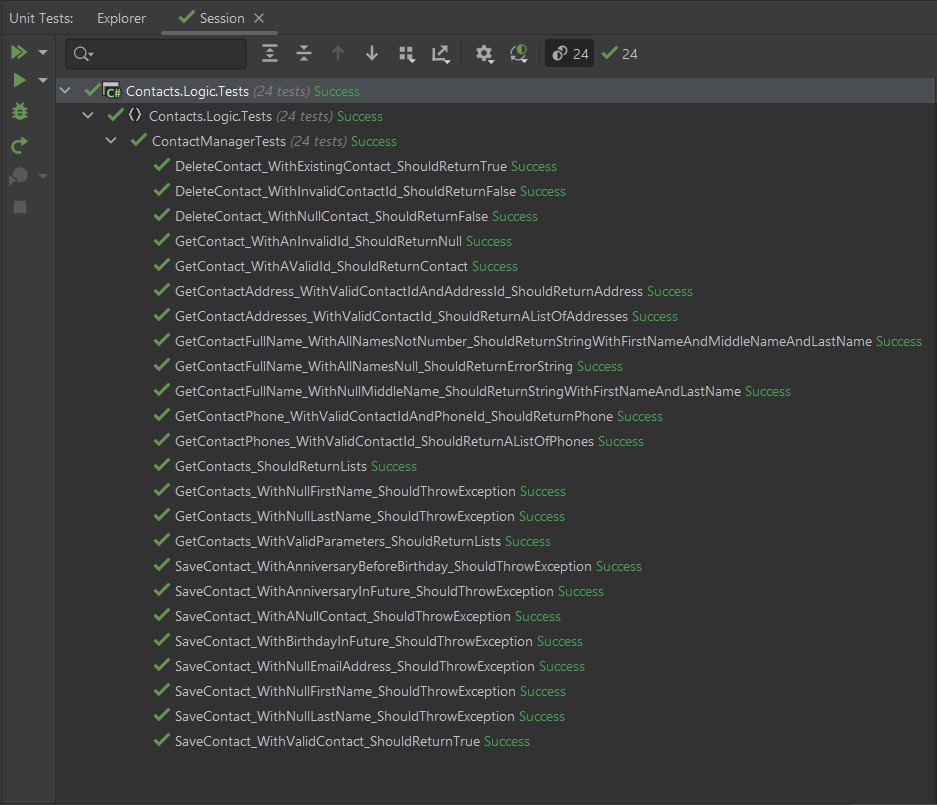 Unit Tests: Explorer Session
24 24
C# Contacts.Logic.Tests (24 tests) Success
Contacts.Logic.Tests (24 tests) Success
ContactManagerTests (24 tests) Success
DeleteContact_WithExistingContact_ShouldReturnTrue Success
DeleteContact_WithInvalidContactId_ShouldReturnFalse Success
DeleteContact_WithNullContact_ShouldReturnFalse Success
GetContact_WithAnInvalidId_ShouldReturnNull Success
GetContact_WithAValidId_ShouldReturnContact Success
GetContactAddress_WithValidContactIdAndAddressId_ShouldReturnAddress Success
GetContactAddresses_WithValidContactId_ShouldReturnAListOfAddresses Success
GetContactFullName_WithAllNamesNotNumber_ShouldReturnStringWithFirstNameAndMiddleNameAndLastName Success
GetContactFullName_WithAllNamesNull_ShouldReturnErrorString Success
GetContactFullName_WithNullMiddleName_ShouldReturnStringWithFirstNameAndLastName Success
GetContactPhone_WithValidContactIdAndPhoneId_ShouldReturnPhone Success
GetContactPhones_WithValidContactId_ShouldReturnAListOfPhones Success
GetContacts_ShouldReturnLists Success
GetContacts_WithNullFirstName_ShouldThrowException Success
GetContacts_WithNullLastName_ShouldThrowException Success
GetContacts_WithValidParameters_ShouldReturnLists Success
SaveContact_WithAnniversaryBeforeBirthday_ShouldThrowException Success
SaveContact_WithAnniversaryInFuture_ShouldThrowException Success
SaveContact_WithANullContact_ShouldThrowException Success
SaveContact_WithBirthdayInFuture_ShouldThrowException Success
SaveContact_WithNullEmailAddress_ShouldThrowException Success
SaveContact_WithNullFirstName_ShouldThrowException Success
SaveContact_WithNullLastName_ShouldThrowException Success
SaveContact_WithValidContact_ShouldReturnTrue Success